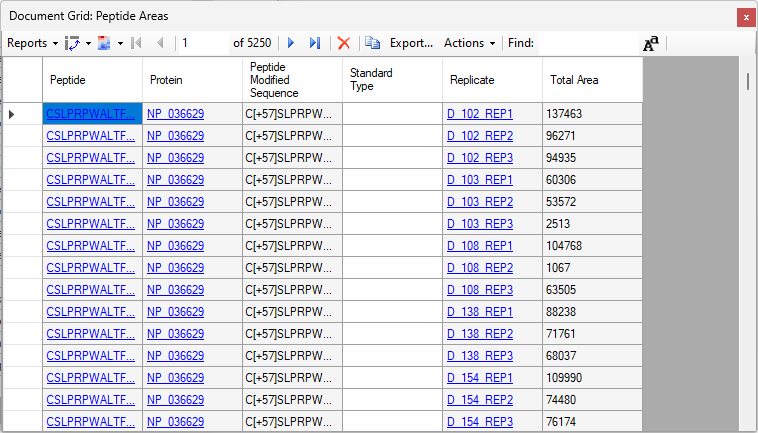 Document Grid: Peptide Areas x
Reports 1 of 5250 Export... Actions Find: Aa
Peptide Protein Peptide Modified Sequence Standard Type Replicate Total Area
CSLPRPWALTF... NP_036629 C[+57]SLPRPW... D_102_REP1 137463
CSLPRPWALTF... NP_036629 C[+57]SLPRPW... D_102_REP2 96271
CSLPRPWALTF... NP_036629 C[+57]SLPRPW... D_102_REP3 94935
CSLPRPWALTF... NP_036629 C[+57]SLPRPW... D_103_REP1 60306
CSLPRPWALTF... NP_036629 C[+57]SLPRPW... D_103_REP2 53572
CSLPRPWALTF... NP_036629 C[+57]SLPRPW... D_103_REP3 2513
CSLPRPWALTF... NP_036629 C[+57]SLPRPW... D_108_REP1 104768
CSLPRPWALTF... NP_036629 C[+57]SLPRPW... D_108_REP2 1067
CSLPRPWALTF... NP_036629 C[+57]SLPRPW... D_108_REP3 63505
CSLPRPWALTF... NP_036629 C[+57]SLPRPW... D_138_REP1 88238
CSLPRPWALTF... NP_036629 C[+57]SLPRPW... D_138_REP2 71761
CSLPRPWALTF... NP_036629 C[+57]SLPRPW... D_138_REP3 68037
CSLPRPWALTF... NP_036629 C[+57]SLPRPW... D_154_REP1 109990
CSLPRPWALTF... NP_036629 C[+57]SLPRPW... D_154_REP2 74480
CSLPRPWALTF... NP_036629 C[+57]SLPRPW... D_154_REP3 76174